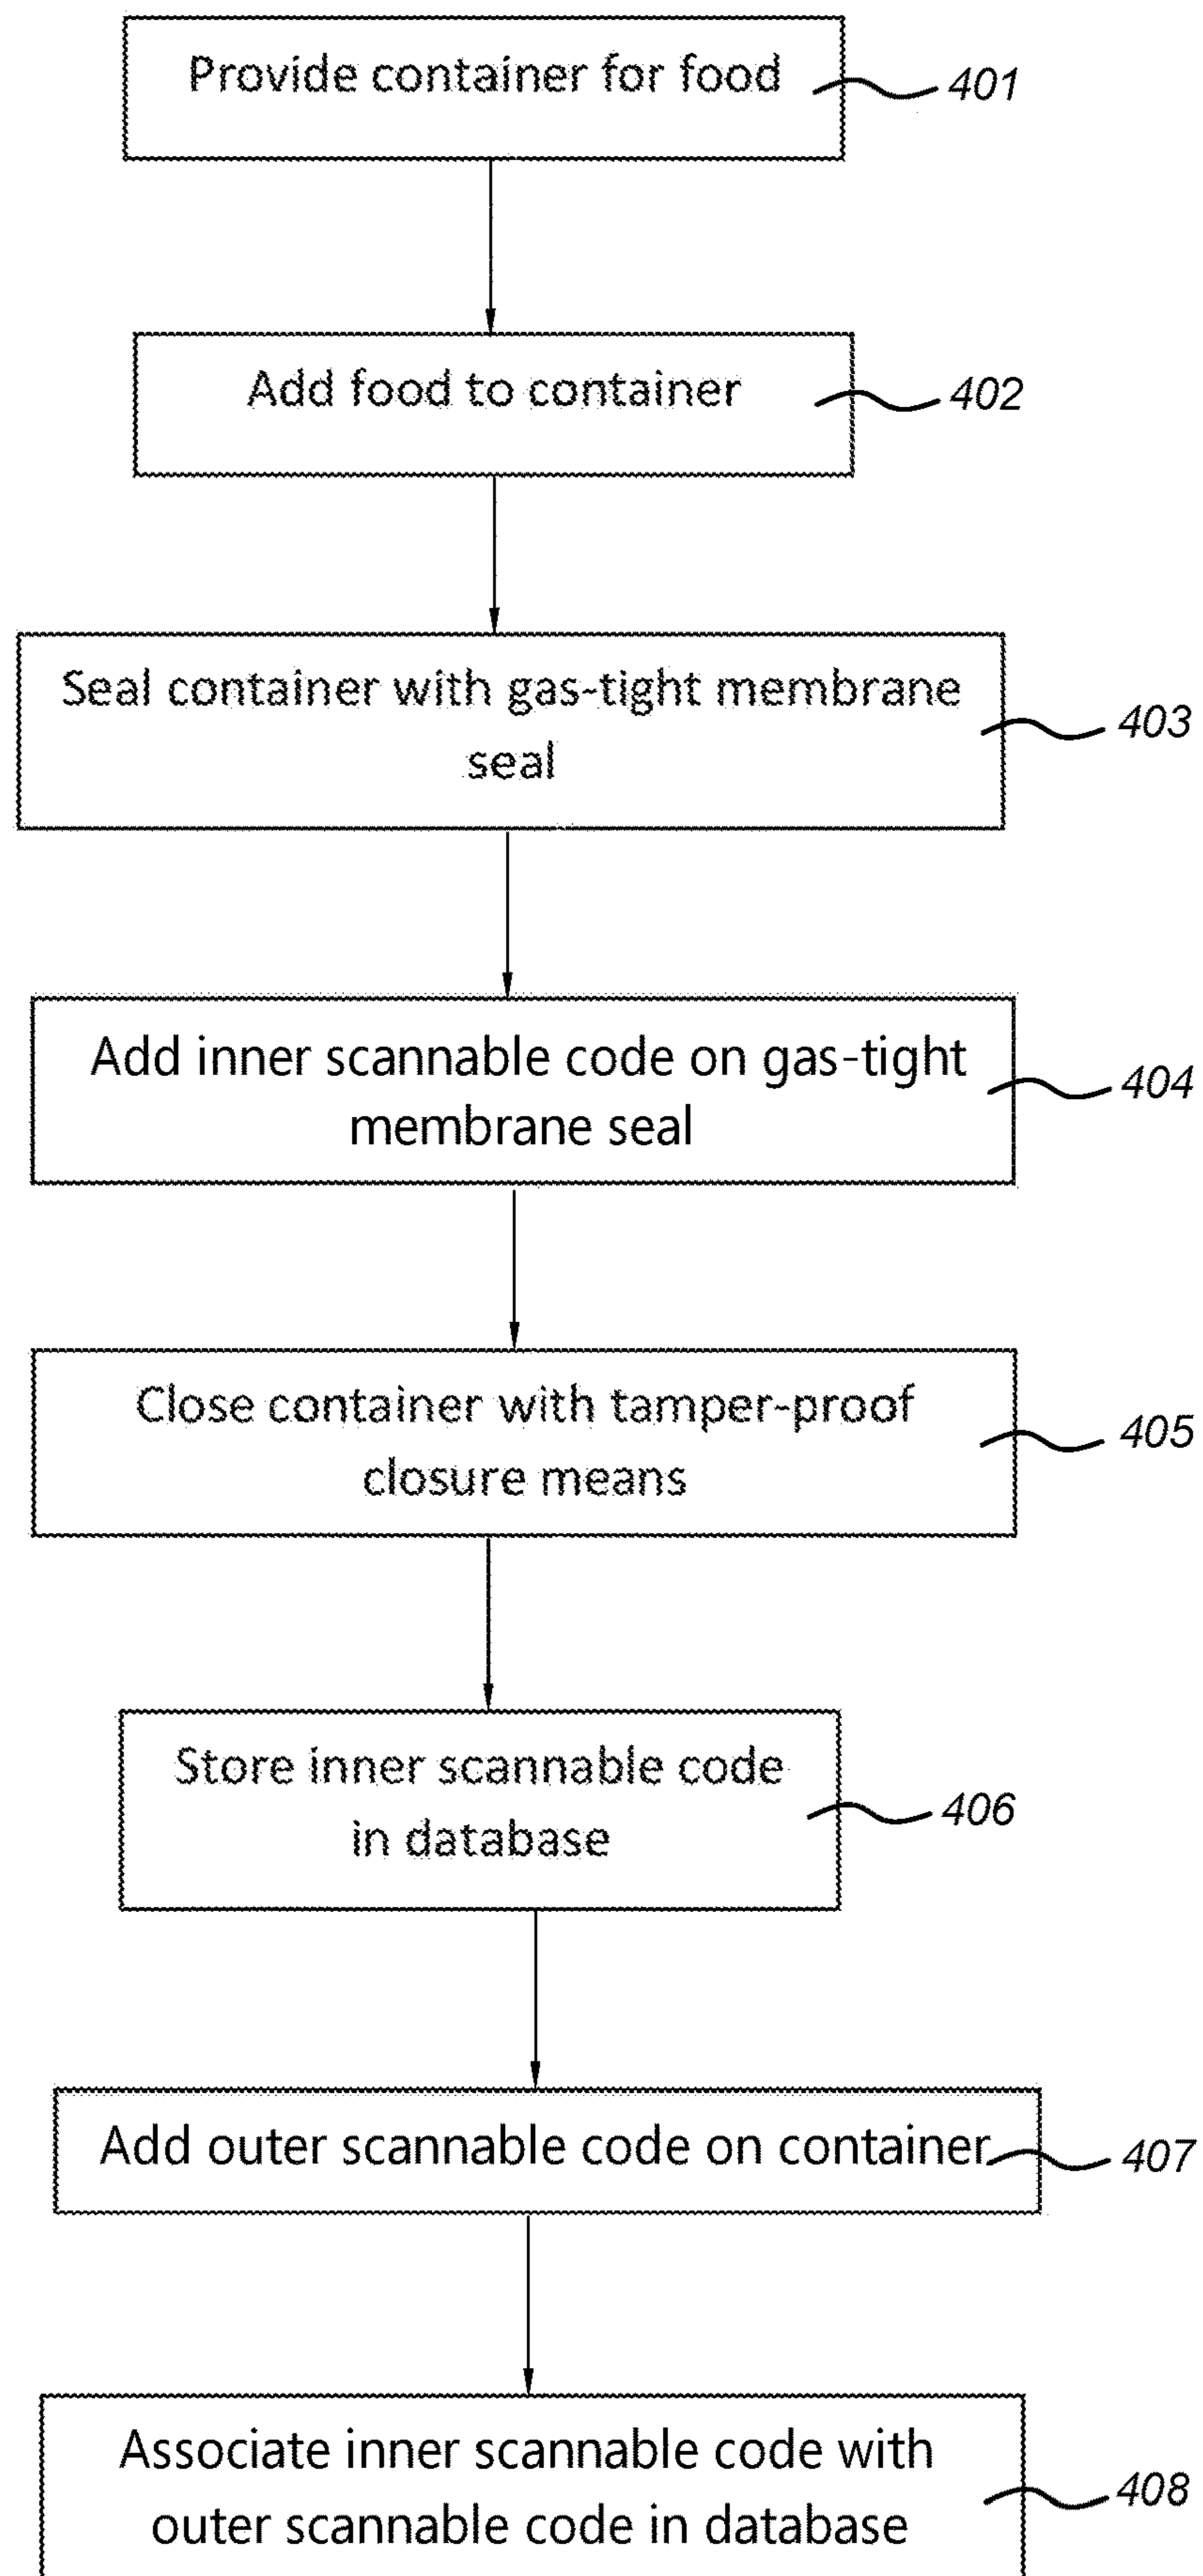 Provide container for food
401
Add food to container
402
Seal container with gas-tight membrane
seal
403
Add inner scannable code on gas-tight
membrane seal
404
Close container with tamper-proof
closure means
405
Store inner scannable code
in database
406
Add outer scannable code on container
407
Associate inner scannable code with
outer scannable code in database
408